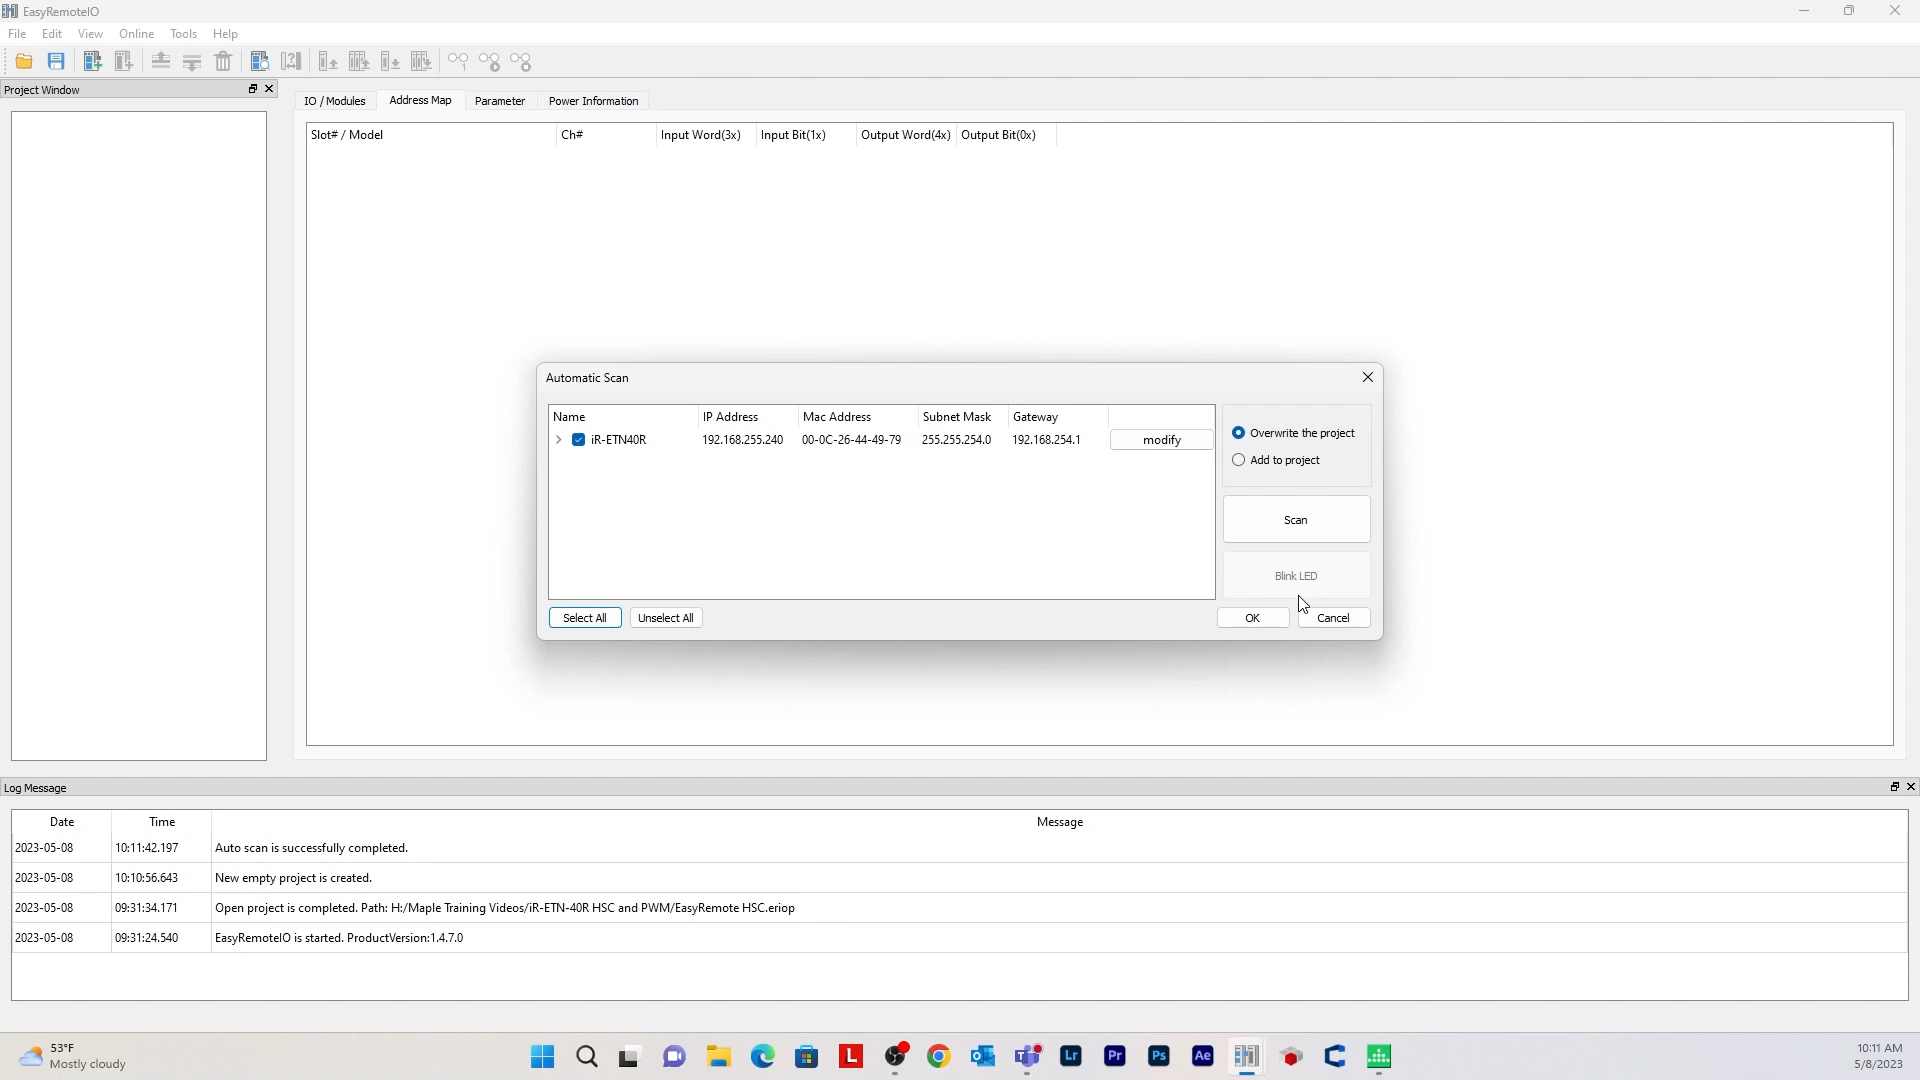 EasyRemoteIO
File Edit View Online Tools Help
Project Window
IO / Modules Address Map Parameter Power Information
Slot# / Model Ch# Input Word(3x) Input Bit(1x) Output Word(4x) Output Bit(0x)
Automatic Scan
Name IP Address Mac Address Subnet Mask Gateway
iR-ETN40R 192.168.255.240 00-0C-26-44-49-79 255.255.254.0 192.168.254.1 modify
Overwrite the project
Add to project
Scan
Blink LED
Select All Unselect All OK Cancel
Log Message
Date Time Message
2023-05-08 10:11:42.197 Auto scan is successfully completed.
2023-05-08 10:10:56.643 New empty project is created.
2023-05-08 09:31:34.171 Open project is completed. Path: H:/Maple Training Videos/iR-ETN-40R HSC and PWM/EasyRemote HSC.eriop
2023-05-08 09:31:24.540 EasyRemoteIO is started. ProductVersion:1.4.7.0
53°F
Mostly cloudy
L
Lr
Pr
Ps
Ae
10:11 AM
5/8/2023